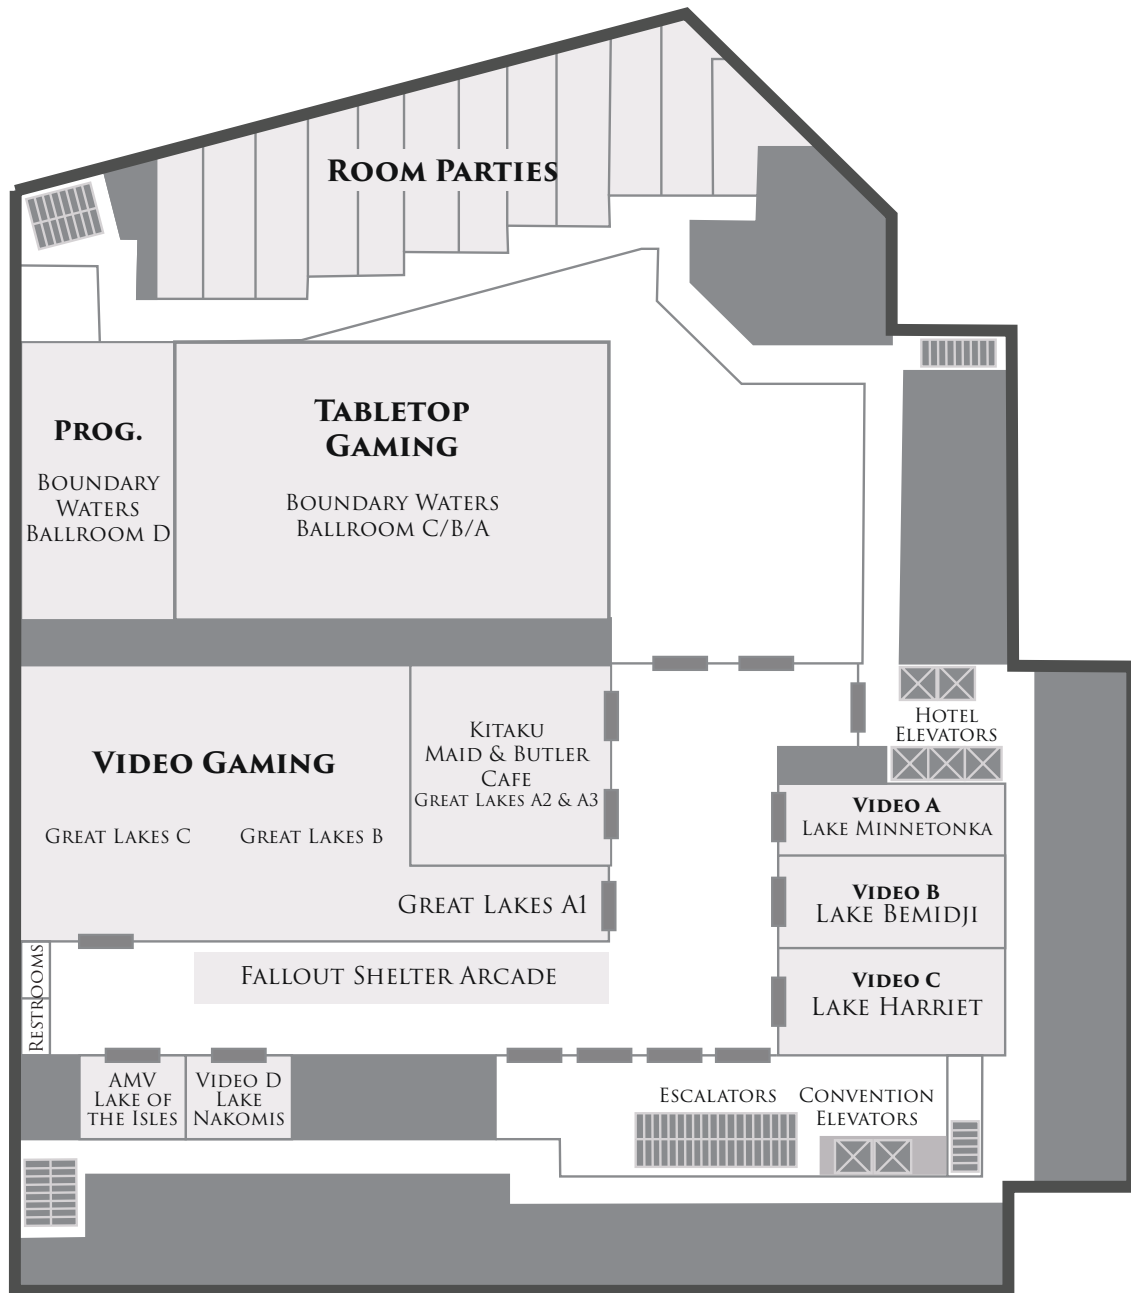 Room Parties
Prog.
Boundary
Waters
Ballroom D
Tabletop
Gaming
Boundary Waters
Ballroom C/B/A
Hotel
Elevators
Video Gaming
Great Lakes C
Great Lakes B
Kitaku
Maid & Butler
Cafe
Great Lakes A2 & A3
Great Lakes A1
Video A
Lake Minnetonka
Video B
Lake Bemidji
Video C
Lake Harriet
Restrooms
Fallout Shelter Arcade
AMV
Lake of
the Isles
Video D
Lake
Nakomis
Escalators
Convention
Elevators